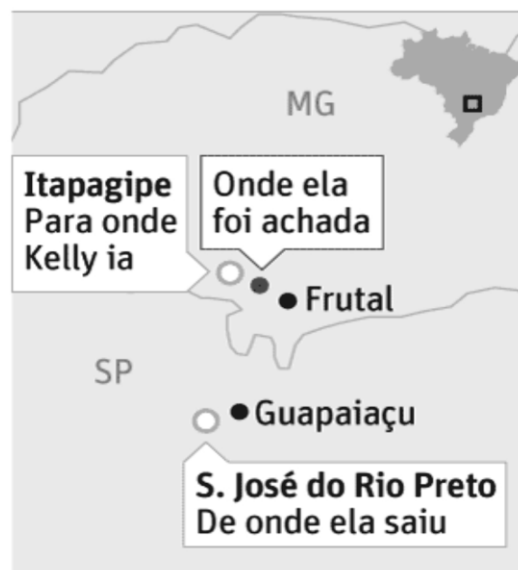 MG
Itapagipe
Para onde
Kelly ia
Onde ela
foi achada
Frutal
SP
Guapaiaçu
S. José do Rio Preto
De onde ela saiu